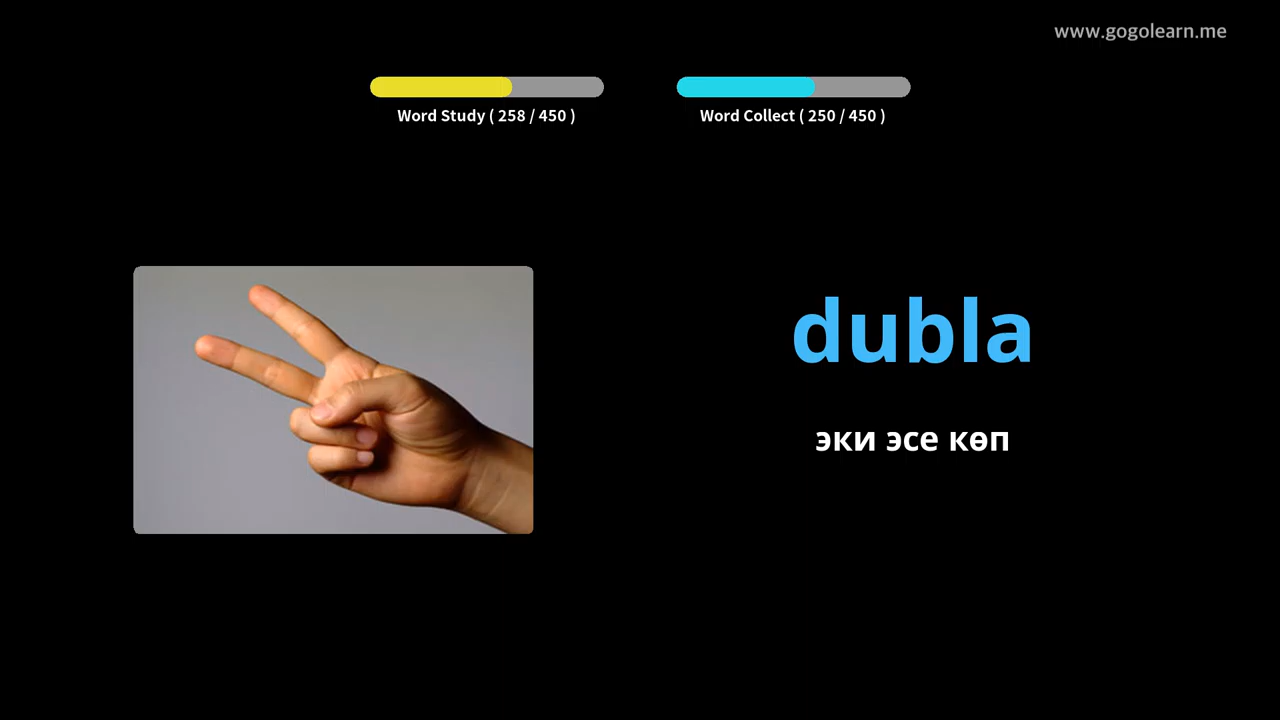 www.gogolearn.me
Word Study ( 258 / 450 )
Word Collect ( 250 / 450 )
dubla
эки эсе көп